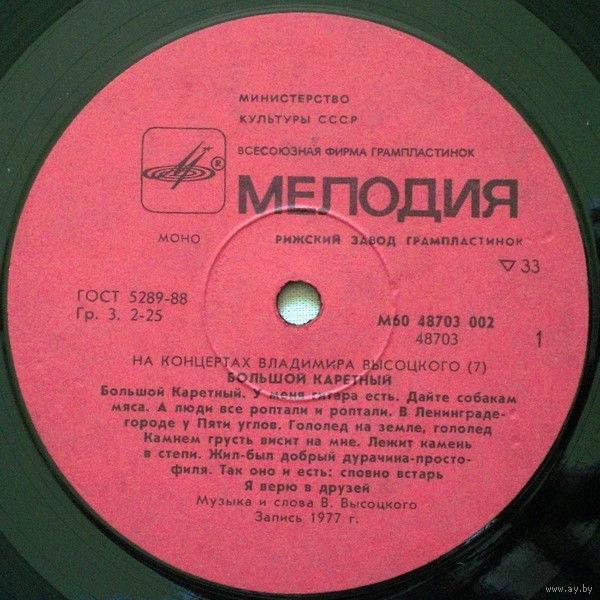 МИНИСТЕРСТВО
КУЛЬТУРЫ СССР
ВСЕСОЮЗНАЯ ФИРМА ГРАМПЛАСТИНОК
®
МЕЛОДИЯ
МОНО
РИЖСКИЙ ЗАВОД ГРАМПЛАСТИНОК
▽ 33
ГОСТ 5289-88
Гр. 3. 2-25
М60 48703 002
48703
1
НА КОНЦЕРТАХ ВЛАДИМИРА ВЫСОЦКОГО (7)
БОЛЬШОЙ КАРЕТНЫЙ
Большой Каретный. У меня гитара есть. Дайте собакам
мяса. А люди все роптали и роптали. В Ленинграде-
городе у Пяти углов. Гололед на земле, гололед
Камнем грусть висит на мне. Лежит камень
в степи. Жил-был добрый дурачина-просто-
филя. Так оно и есть: словно встарь
Я верю в друзей
Музыка и слова В. Высоцкого
Запись 1977 г.
www.ay.by